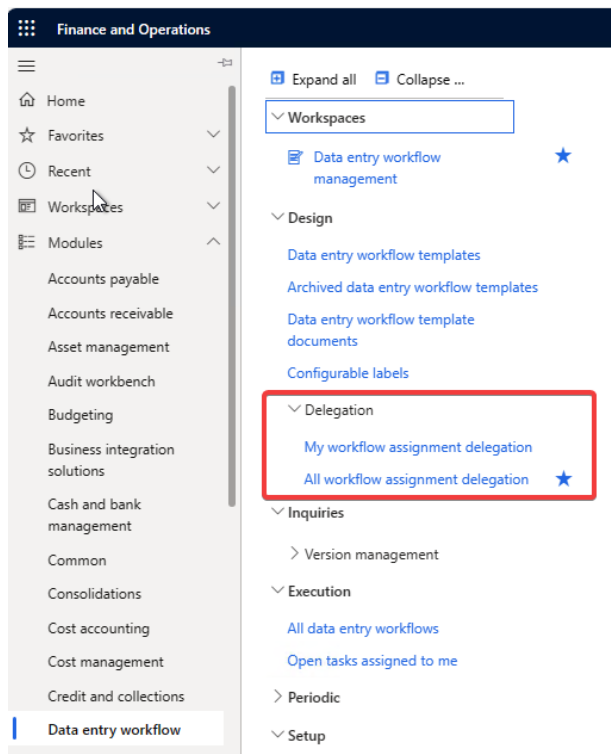 Finance and Operations
Home
Favorites
Recent
Workspaces
Modules
Accounts payable
Accounts receivable
Asset management
Audit workbench
Budgeting
Business integration
solutions
Cash and bank
management
Common
Consolidations
Cost accounting
Cost management
Credit and collections
Data entry workflow
Expand all
Collapse ...
Workspaces
Data entry workflow
management
Design
Data entry workflow templates
Archived data entry workflow templates
Data entry workflow template
documents
Configurable labels
Delegation
My workflow assignment delegation
All workflow assignment delegation
Inquiries
Version management
Execution
All data entry workflows
Open tasks assigned to me
Periodic
Setup